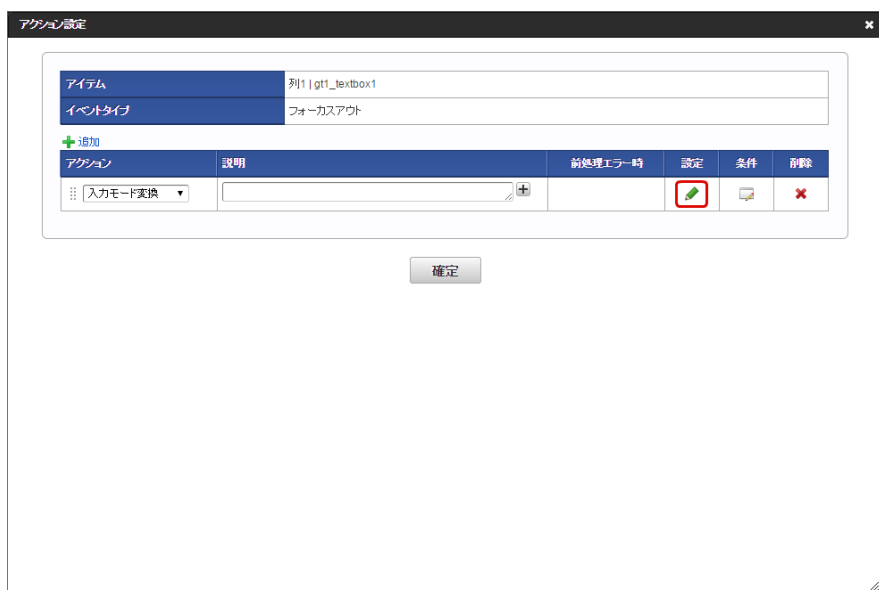 アクション設定
アイテム 列1 | gt1_textbox1
イベントタイプ フォーカスアウト
追加
アクション 説明 前処理エラー時 設定 条件 削除
入力モード変換
確定